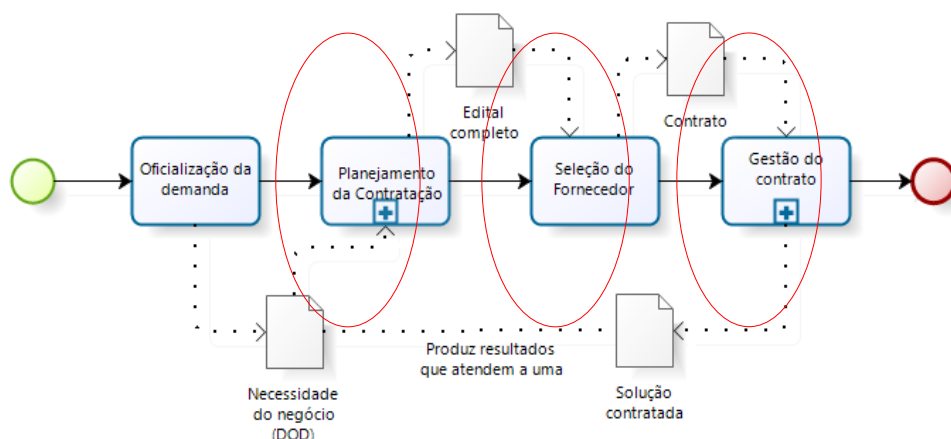 Edital
completo
Contrato
Oficialização da
demanda
Planejamento
da Contratação
Seleção do
Fornecedor
Gestão do
contrato
Produz resultados
que atendem a uma
Necessidade
do negócio
(DOD)
Solução
contratada